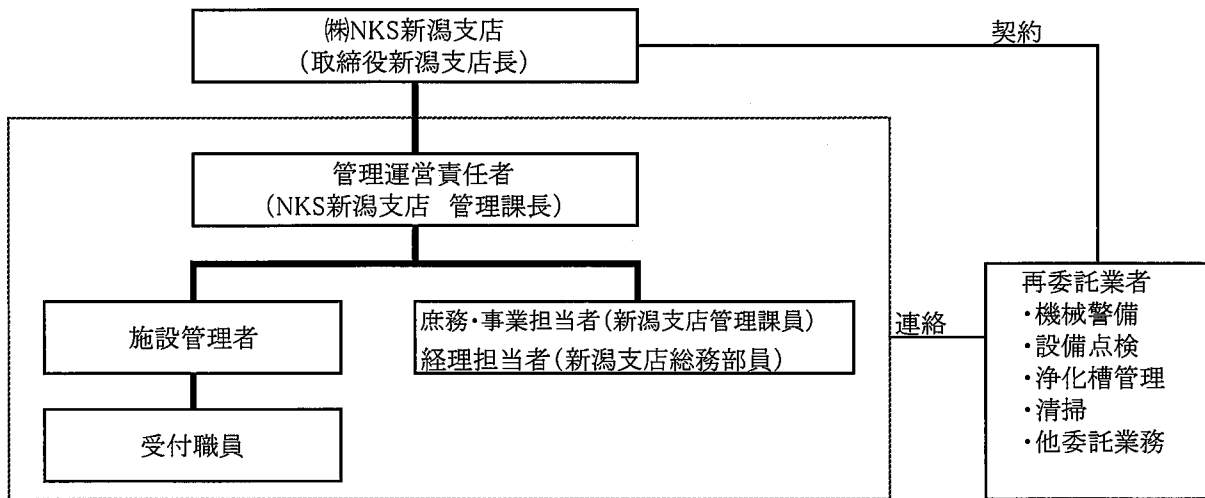 ㈱NKS新潟支店
(取締役新潟支店長)
契約
管理運営責任者
(NKS新潟支店 管理課長)
施設管理者
庶務・事業担当者(新潟支店管理課員)
経理担当者(新潟支店総務部員)
受付職員
連絡
再委託業者
・機械警備
・設備点検
・浄化槽管理
・清掃
・他委託業務